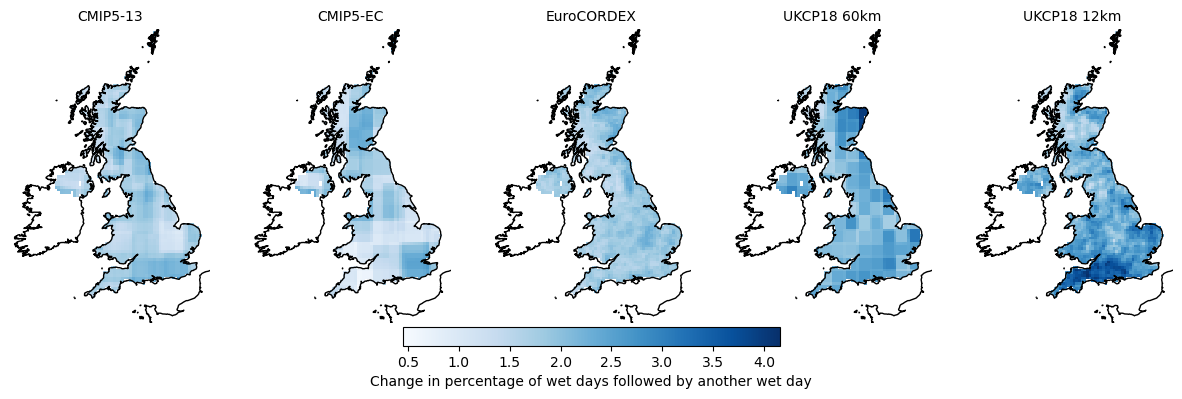 CMIP5-13 CMIP5-EC EuroCORDEX UKCP18 60km UKCP18 12km
0.5 1.0 1.5 2.0 2.5 3.0 3.5 4.0
Change in percentage of wet days followed by another wet day